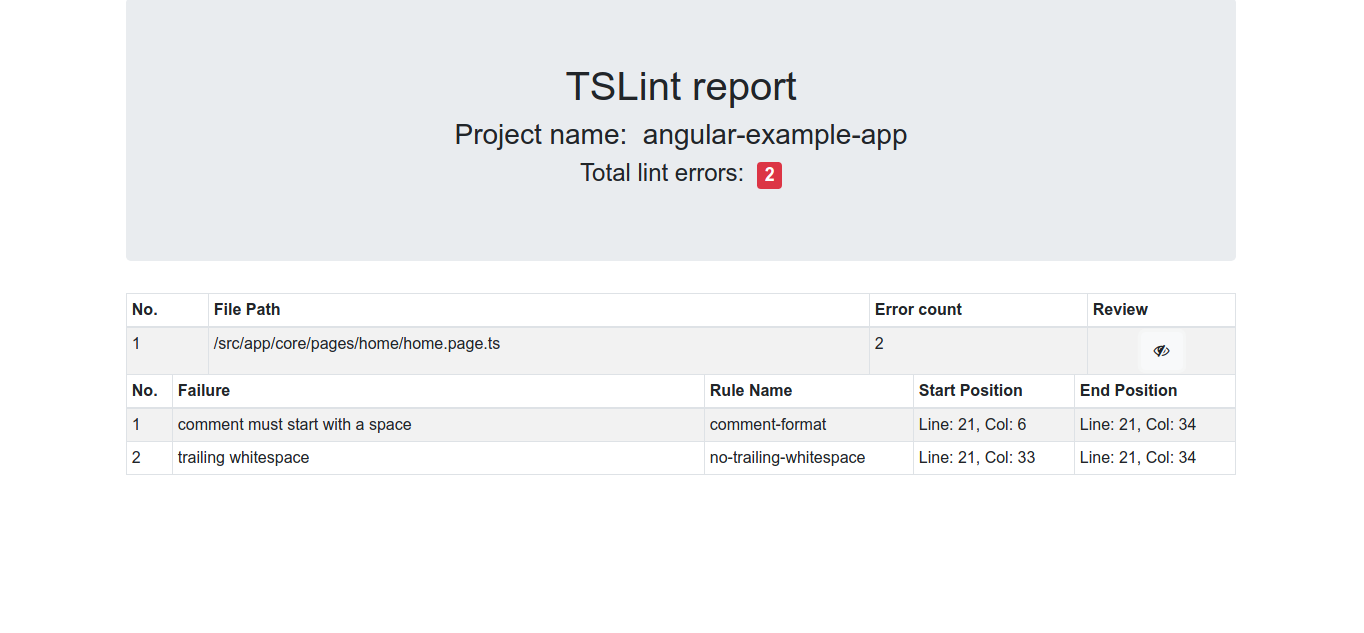 TSLint report
Project name: angular-example-app
Total lint errors: 2
No. File Path Error count Review
1 /src/app/core/pages/home/home.page.ts 2
No. Failure Rule Name Start Position End Position
1 comment must start with a space comment-format Line: 21, Col: 6 Line: 21, Col: 34
2 trailing whitespace no-trailing-whitespace Line: 21, Col: 33 Line: 21, Col: 34